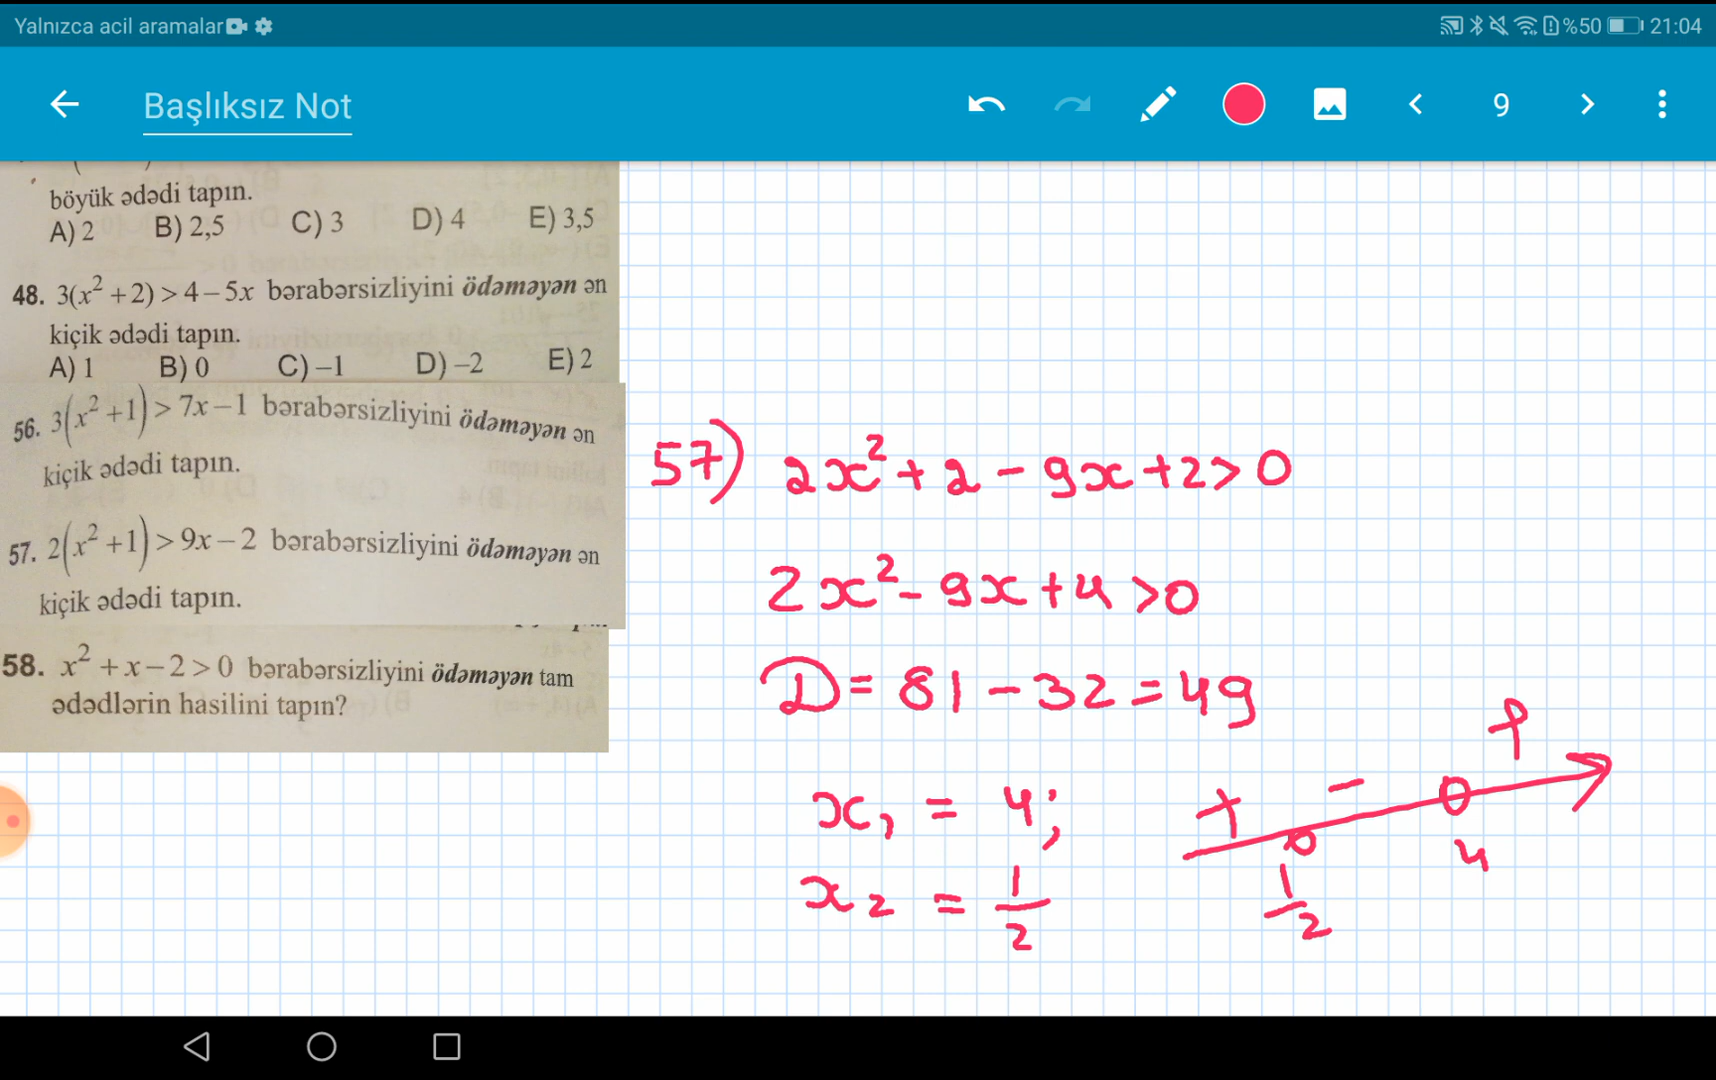 Yalnızca acil aramalar
%50 21:04
Başlıksız Not
9
böyük ədədi tapın.
A) 2 B) 2,5 C) 3 D) 4 E) 3,5
48. 3(x² + 2) > 4 – 5x bərabərsizliyini ödəməyən ən
kiçik ədədi tapın.
A) 1 B) 0 C) –1 D) –2 E) 2
56. 3(x² + 1) > 7x – 1 bərabərsizliyini ödəməyən ən
kiçik ədədi tapın.
57. 2(x² + 1) > 9x – 2 bərabərsizliyini ödəməyən ən
kiçik ədədi tapın.
58. x² + x – 2 > 0 bərabərsizliyini ödəməyən tam
ədədlərin hasilini tapın?
57) 2x² + 2 – 9x + 2 > 0
2x² – 9x + 4 > 0
D = 81 – 32 = 49
x₁ = 4;
x₂ = 1/2
+ –
1/2 4